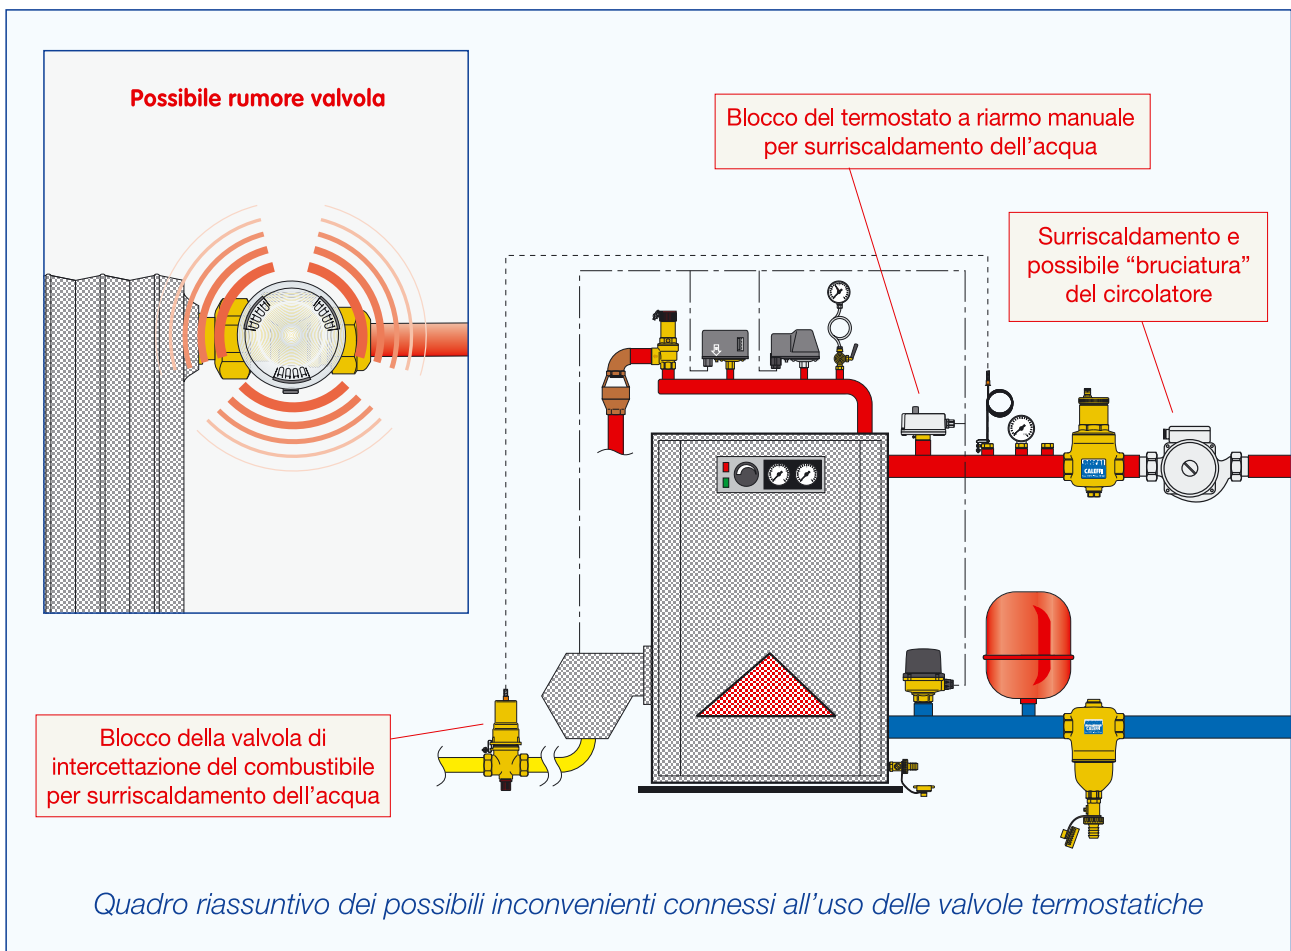 Possibile rumore valvola
Blocco del termostato a riarmo manuale
per surriscaldamento dell'acqua
Surriscaldamento e
possibile “bruciatura”
del circolatore
CALEFFI
CALEFFI
Blocco della valvola di
intercettazione del combustibile
per surriscaldamento dell'acqua
Quadro riassuntivo dei possibili inconvenienti connessi all'uso delle valvole termostatiche